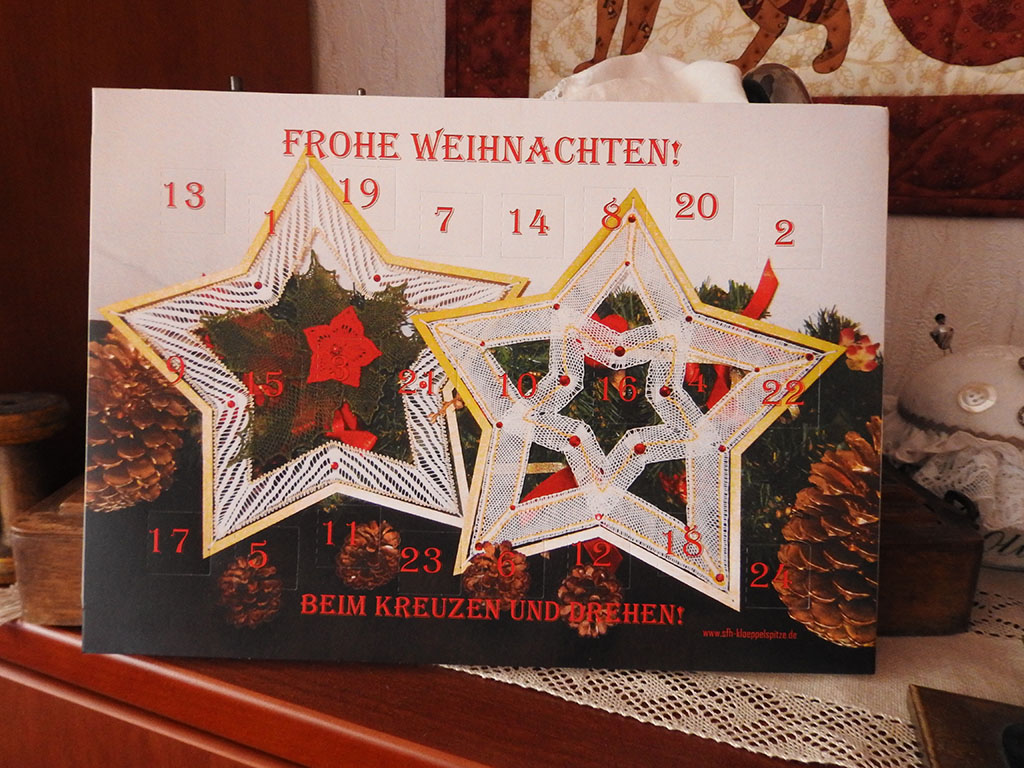 FROHE WEIHNACHTEN!
13 1 19 7 14 8 20 2
9 15 3 21 10 16 4 22
17 5 11 23 6 12 18 24
BEIM KREUZEN UND DREHEN!
www.sfh-kloeppelspitze.de